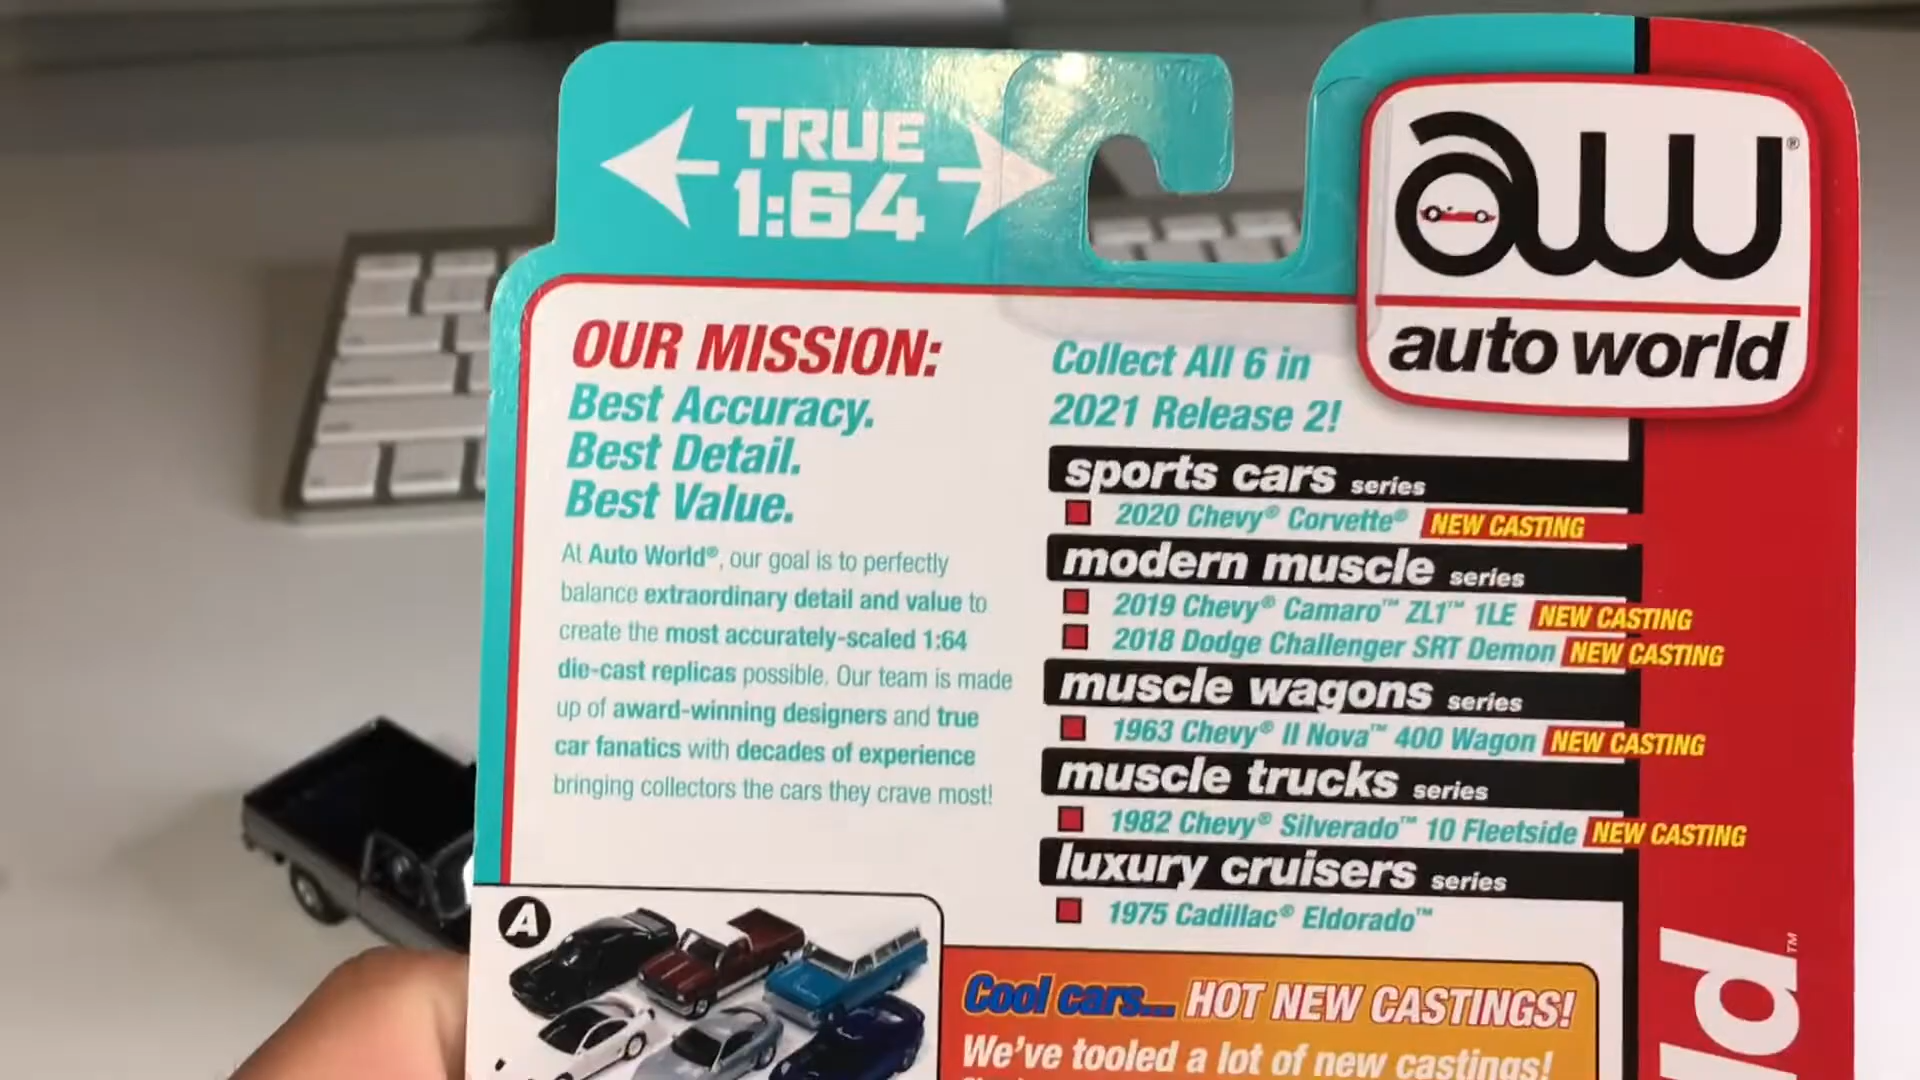 TRUE
1:64
aw®
auto world
OUR MISSION:
Best Accuracy.
Best Detail.
Best Value.
At Auto World®, our goal is to perfectly
balance extraordinary detail and value to
create the most accurately-scaled 1:64
die-cast replicas possible. Our team is made
up of award-winning designers and true
car fanatics with decades of experience
bringing collectors the cars they crave most!
Collect All 6 in
2021 Release 2!
sports cars series
2020 Chevy® Corvette® NEW CASTING
modern muscle series
2019 Chevy® Camaro™ ZL1™ 1LE NEW CASTING
2018 Dodge Challenger SRT Demon NEW CASTING
muscle wagons series
1963 Chevy® II Nova™ 400 Wagon NEW CASTING
muscle trucks series
1982 Chevy® Silverado™ 10 Fleetside NEW CASTING
luxury cruisers series
1975 Cadillac® Eldorado™
A
Cool cars... HOT NEW CASTINGS!
We've tooled a lot of new castings!
ld™